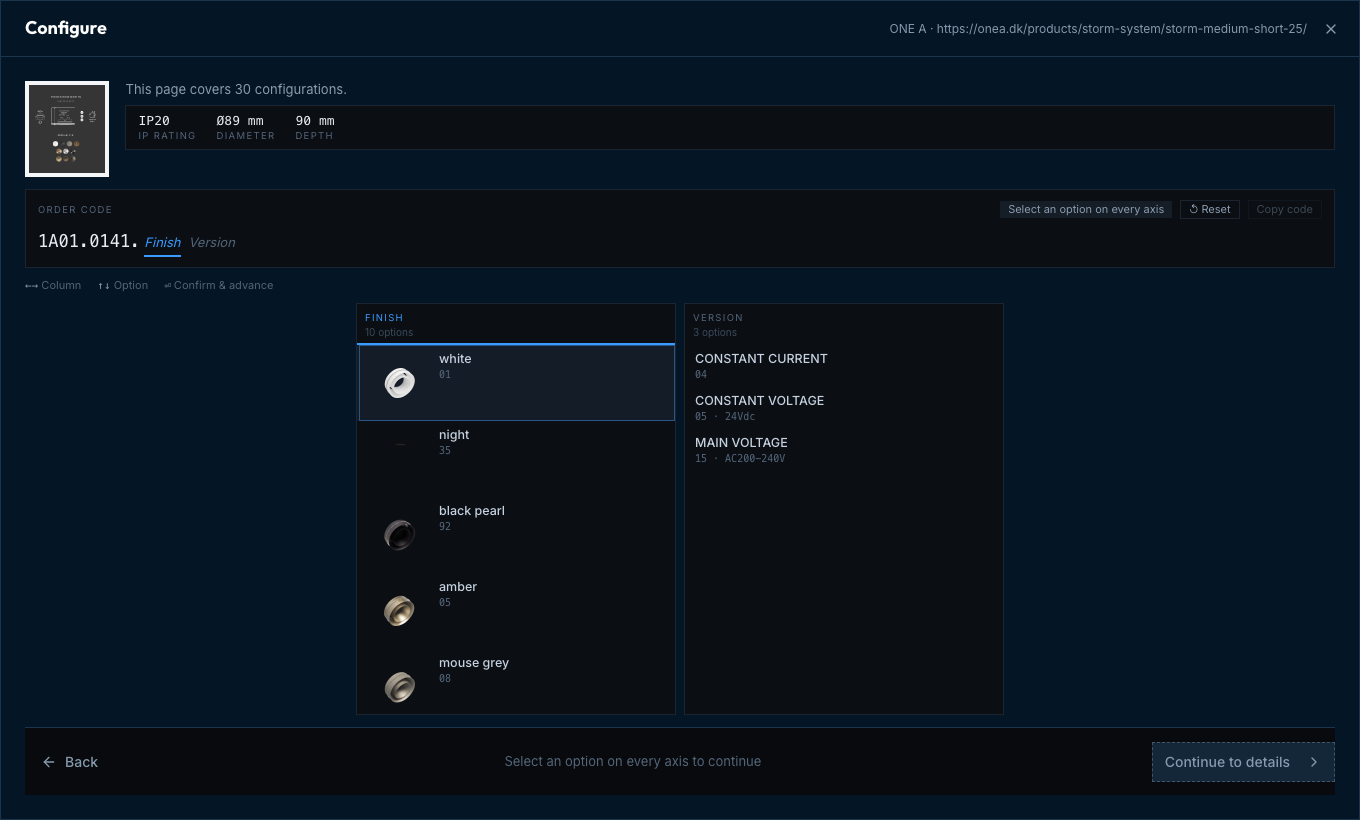 Configure
ONE A · https://onea.dk/products/storm-system/storm-medium-short-25/
This page covers 30 configurations.
IP20 Ø89 mm 90 mm
IP RATING DIAMETER DEPTH
ORDER CODE
Select an option on every axis
Reset
Copy code
1A01.0141. Finish Version
←→ Column ↑↓ Option ⏎ Confirm & advance
FINISH
10 options
white
01
night
35
black pearl
92
amber
05
mouse grey
08
VERSION
3 options
CONSTANT CURRENT
04
CONSTANT VOLTAGE
05 · 24Vdc
MAIN VOLTAGE
15 · AC200–240V
← Back
Select an option on every axis to continue
Continue to details